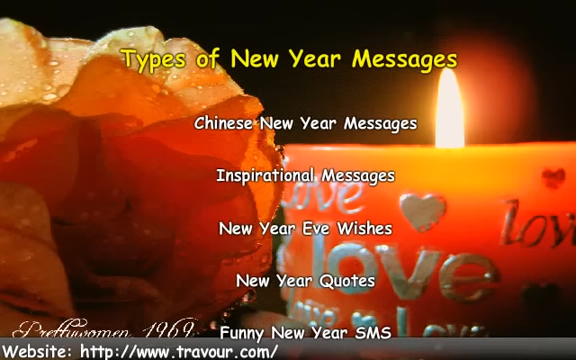 Types of New Year Messages
Chinese New Year Messages
Inspirational Messages
love
New Year Eve Wishes
love
love
New Year Quotes
Love
Prettywomen 1969
Funny New Year SMS
Website: http://www.travour.com/